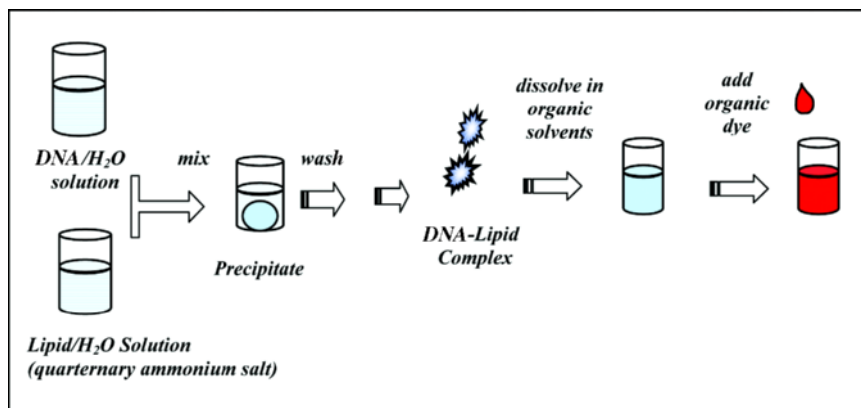 DNA/H₂O
solution
mix
Precipitate
wash
DNA-Lipid
Complex
dissolve in
organic
solvents
add
organic
dye
Lipid/H₂O Solution
(quarternary ammonium salt)